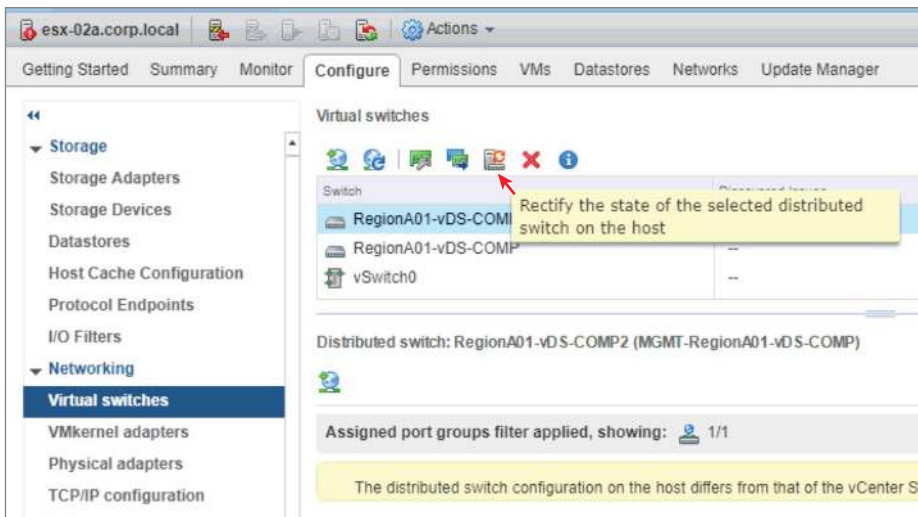 esx-02a.corp.local Actions
Getting Started Summary Monitor Configure Permissions VMs Datastores Networks Update Manager
Virtual switches
Storage
Storage Adapters
Storage Devices
Datastores
Host Cache Configuration
Protocol Endpoints
I/O Filters
Networking
Virtual switches
VMkernel adapters
Physical adapters
TCP/IP configuration
Switch
Rectify the state of the selected distributed
switch on the host
RegionA01-vDS-COM
RegionA01-vDS-COMP --
vSwitch0 --
Distributed switch: RegionA01-vDS-COMP2 (MGMT-RegionA01-vDS-COMP)
Assigned port groups filter applied, showing: 1/1
The distributed switch configuration on the host differs from that of the vCenter S